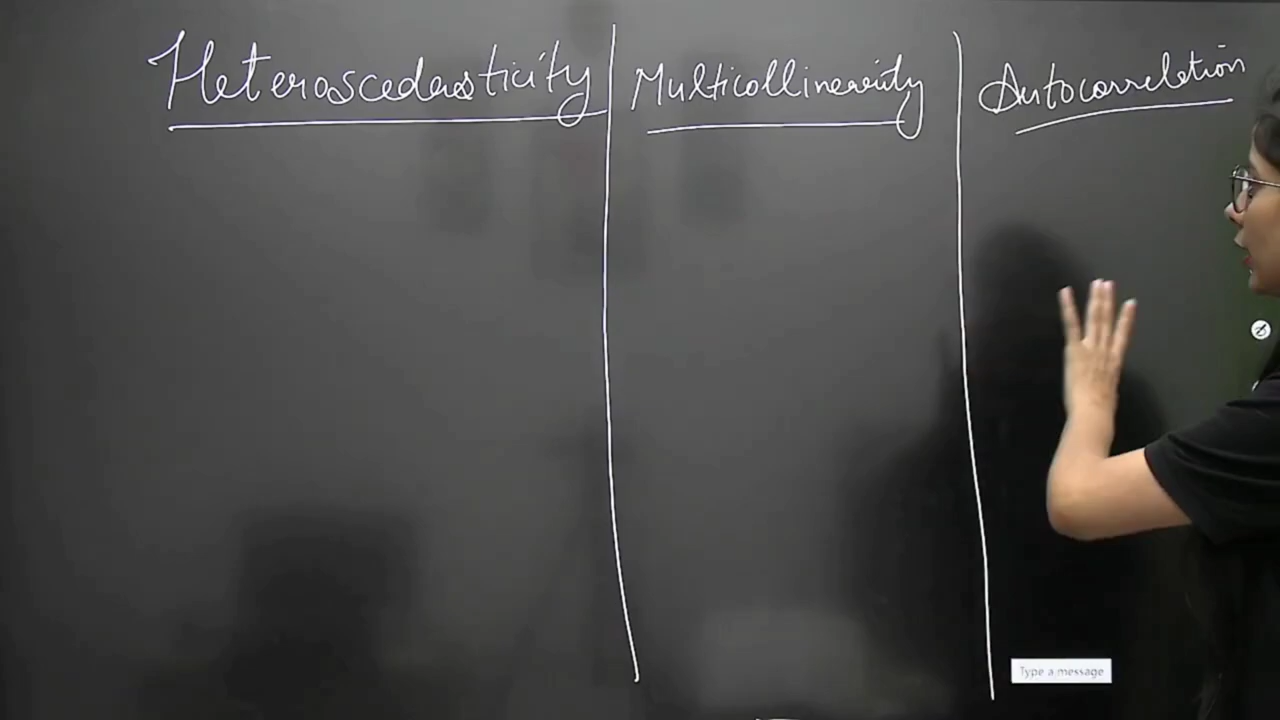 Heteroscedasticity
Multicollinearity
Autocorrelation
Type a message